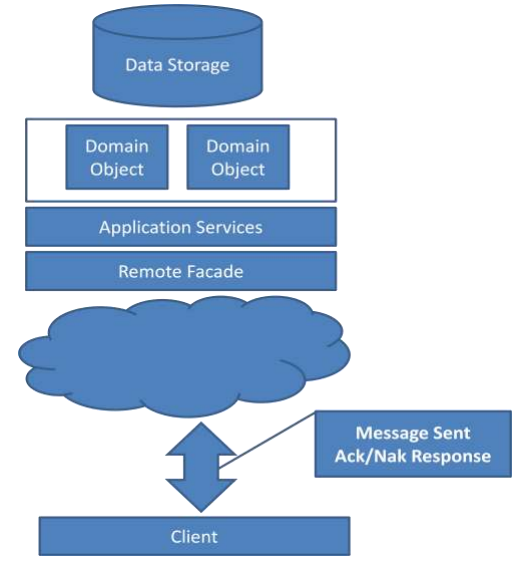 Data Storage
Domain
Object
Domain
Object
Application Services
Remote Facade
Message Sent
Ack/Nak Response
Client